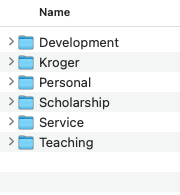 Name
Development
Kroger
Personal
Scholarship
Service
Teaching